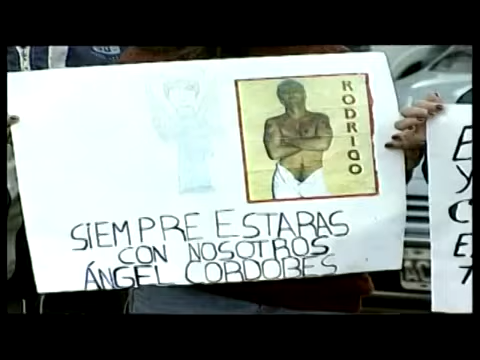 RODRIGO
SIEMPRE ESTARAS
CON NOSOTROS
ÁNGEL CORDOBES
E
Y
C
E